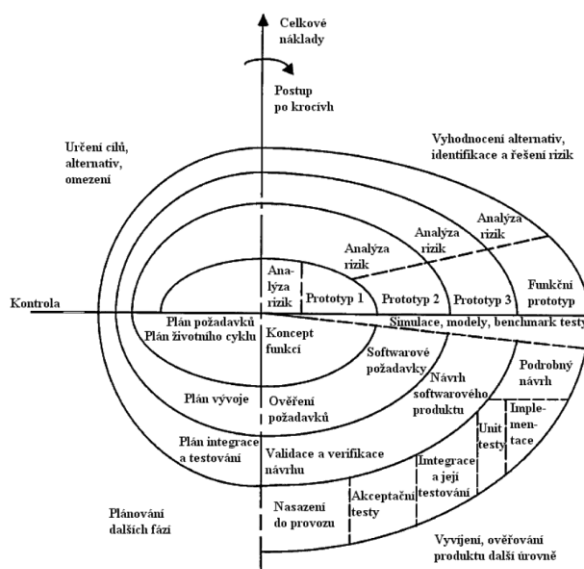 Celkové
náklady
Postup
po krocívh
Určení cílů,
alternativ,
omezení
Vyhodnocení alternativ,
identifikace a řešení rizik
Analýza
rizik
Analýza
rizik
Analýza
rizik
Ana-
lýza
rizik
Prototyp 1
Prototyp 2
Prototyp 3
Funkční
prototyp
Kontrola
Simulace, modely, benchmark testy
Plán požadavků
Plán životního cyklu
Koncept
funkcí
Softwarové
požadavky
Návrh
softwarového
produktu
Podrobný
návrh
Plán vývoje
Ověření
požadavků
Plán integrace
a testování
Validace a verifikace
návrhu
Unit
testy
Imple-
men-
tace
Imtegrace
a její
testování
Akceptační
testy
Nasazení
do provozu
Plánování
dalších fází
Vyvíjení, ověřování
produktu další úrovně